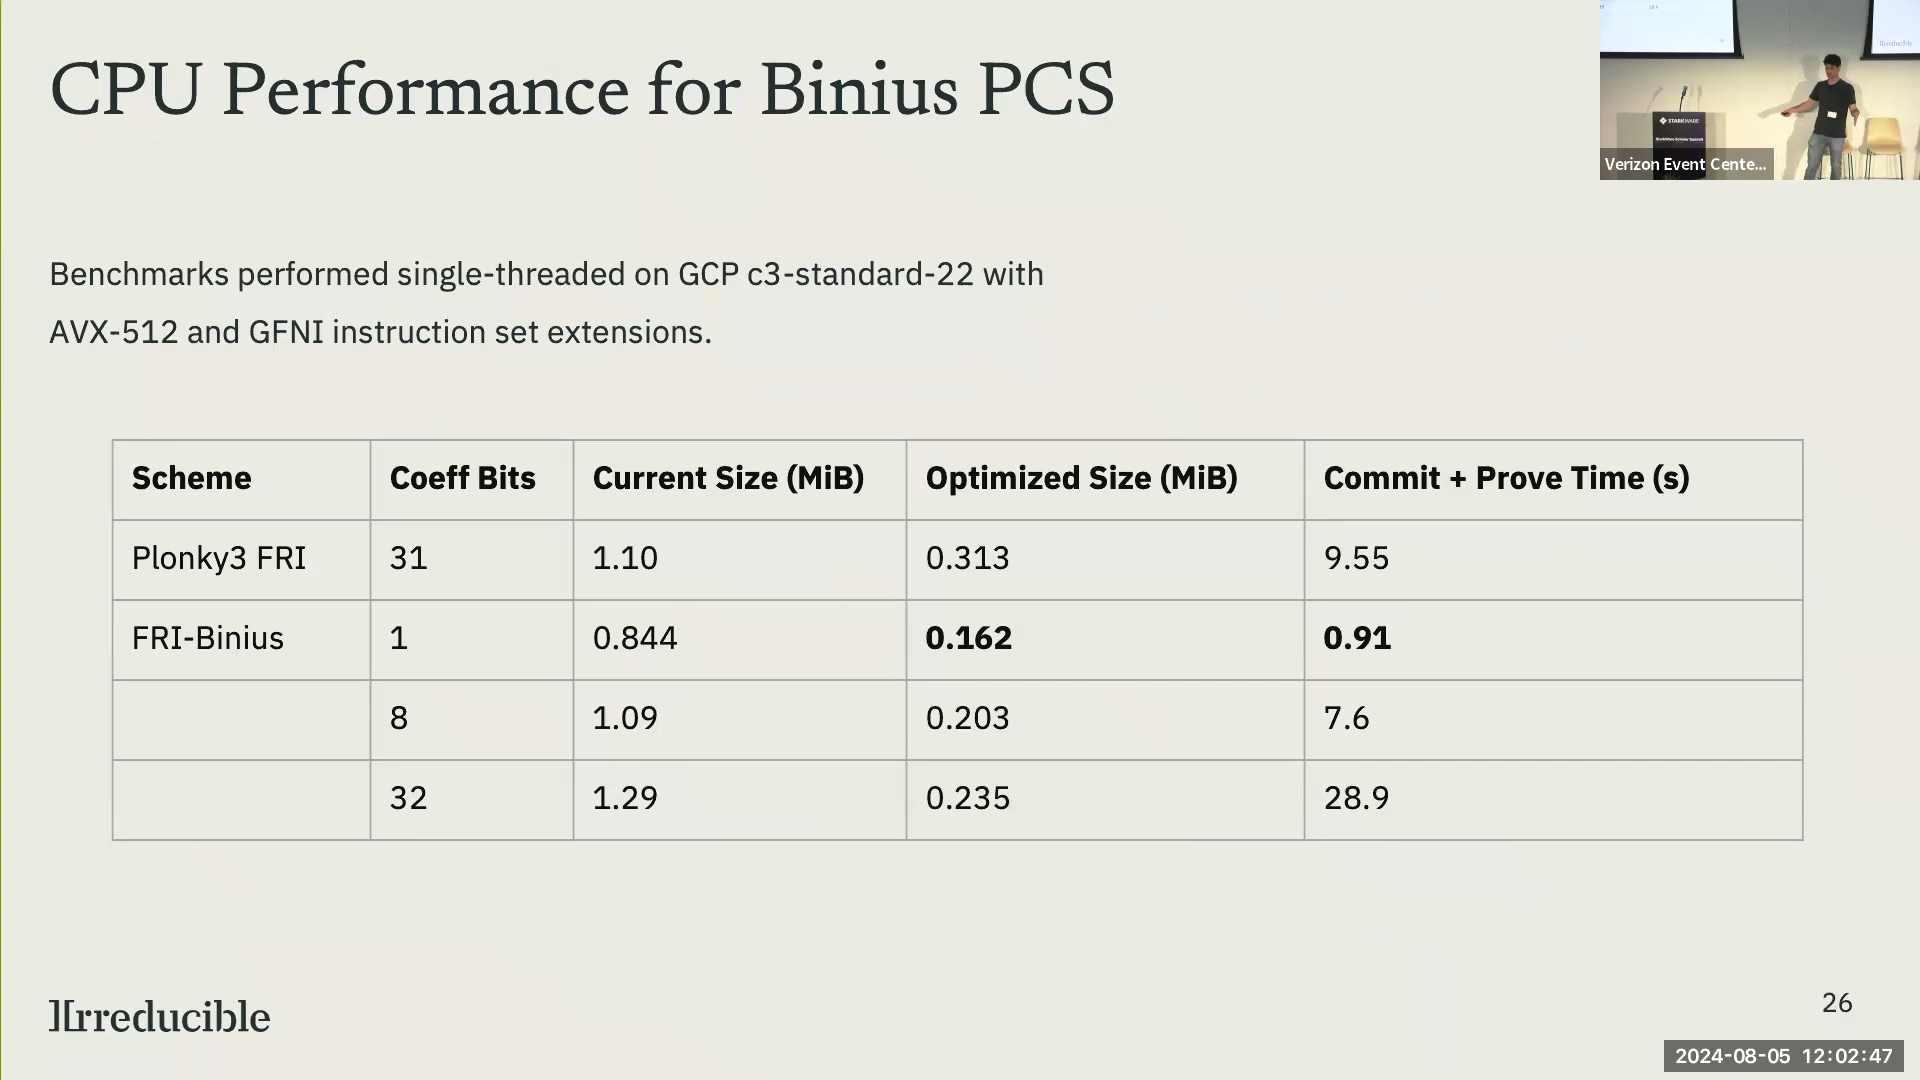 CPU Performance for Binius PCS
STARKWARE
Verizon Event Cente...
Benchmarks performed single-threaded on GCP c3-standard-22 with
AVX-512 and GFNI instruction set extensions.
Scheme Coeff Bits Current Size (MiB) Optimized Size (MiB) Commit + Prove Time (s)
Plonky3 FRI 31 1.10 0.313 9.55
FRI-Binius 1 0.844 0.162 0.91
8 1.09 0.203 7.6
32 1.29 0.235 28.9
Irreducible
26
2024-08-05 12:02:47